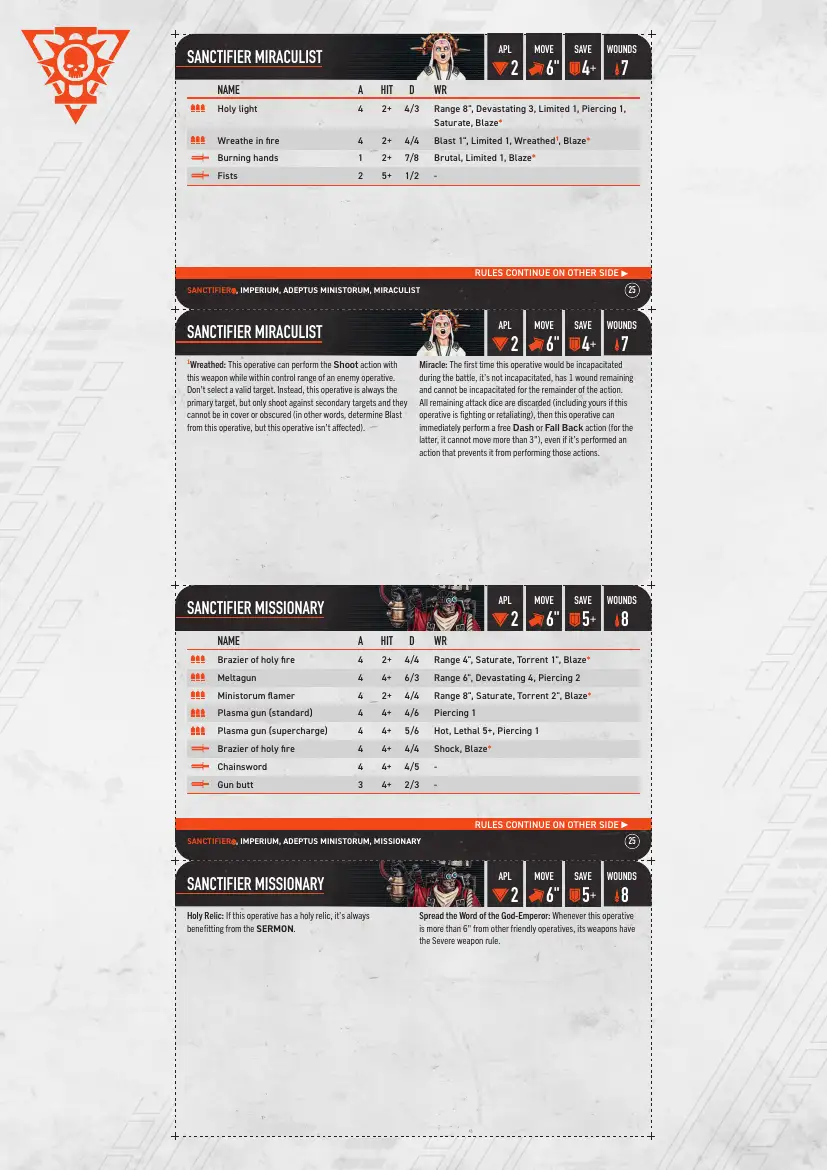 SANCTIFIER MIRACULIST
APL MOVE SAVE WOUNDS
2 6" 4+ 7
NAME A HIT D WR
Holy light 4 2+ 4/3 Range 8", Devastating 3, Limited 1, Piercing 1,
Saturate, Blaze*
Wreathe in fire 4 2+ 4/4 Blast 1", Limited 1, Wreathed¹, Blaze*
Burning hands 1 2+ 7/8 Brutal, Limited 1, Blaze*
Fists 2 5+ 1/2 -
RULES CONTINUE ON OTHER SIDE ▶
SANCTIFIER, IMPERIUM, ADEPTUS MINISTORUM, MIRACULIST 25
SANCTIFIER MIRACULIST
APL MOVE SAVE WOUNDS
2 6" 4+ 7
¹Wreathed: This operative can perform the Shoot action with
this weapon while within control range of an enemy operative.
Don't select a valid target. Instead, this operative is always the
primary target, but only shoot against secondary targets and they
cannot be in cover or obscured (in other words, determine Blast
from this operative, but this operative isn't affected).
Miracle: The first time this operative would be incapacitated
during the battle, it's not incapacitated, has 1 wound remaining
and cannot be incapacitated for the remainder of the action.
All remaining attack dice are discarded (including yours if this
operative is fighting or retaliating), then this operative can
immediately perform a free Dash or Fall Back action (for the
latter, it cannot move more than 3"), even if it's performed an
action that prevents it from performing those actions.
SANCTIFIER MISSIONARY
APL MOVE SAVE WOUNDS
2 6" 5+ 8
NAME A HIT D WR
Brazier of holy fire 4 2+ 4/4 Range 4", Saturate, Torrent 1", Blaze*
Meltagun 4 4+ 6/3 Range 6", Devastating 4, Piercing 2
Ministorum flamer 4 2+ 4/4 Range 8", Saturate, Torrent 2", Blaze*
Plasma gun (standard) 4 4+ 4/6 Piercing 1
Plasma gun (supercharge) 4 4+ 5/6 Hot, Lethal 5+, Piercing 1
Brazier of holy fire 4 4+ 4/4 Shock, Blaze*
Chainsword 4 4+ 4/5 -
Gun butt 3 4+ 2/3 -
RULES CONTINUE ON OTHER SIDE ▶
SANCTIFIER, IMPERIUM, ADEPTUS MINISTORUM, MISSIONARY 25
SANCTIFIER MISSIONARY
APL MOVE SAVE WOUNDS
2 6" 5+ 8
Holy Relic: If this operative has a holy relic, it's always
benefitting from the SERMON.
Spread the Word of the God-Emperor: Whenever this operative
is more than 6" from other friendly operatives, its weapons have
the Severe weapon rule.